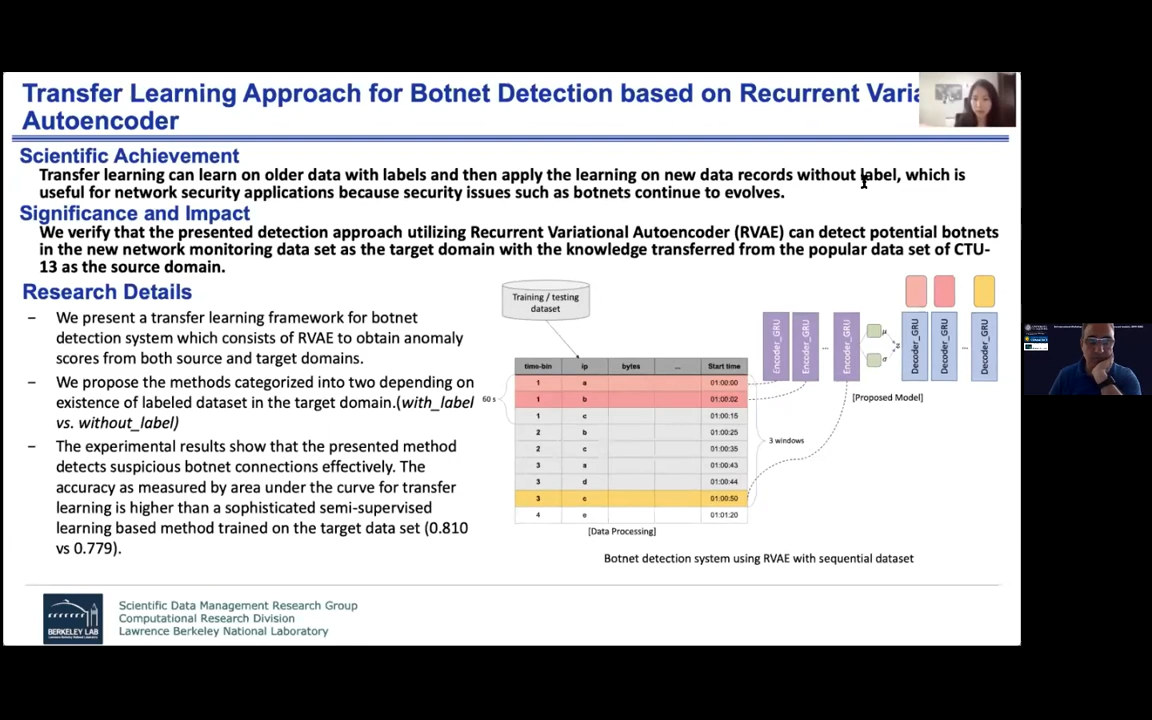 Transfer Learning Approach for Botnet Detection based on Recurrent Varia
Autoencoder
Scientific Achievement
Transfer learning can learn on older data with labels and then apply the learning on new data records without label, which is
useful for network security applications because security issues such as botnets continue to evolves.
Significance and Impact
We verify that the presented detection approach utilizing Recurrent Variational Autoencoder (RVAE) can detect potential botnets
in the new network monitoring data set as the target domain with the knowledge transferred from the popular data set of CTU-
13 as the source domain.
Research Details
– We present a transfer learning framework for botnet
detection system which consists of RVAE to obtain anomaly
scores from both source and target domains.
– We propose the methods categorized into two depending on
existence of labeled dataset in the target domain.(with_label
vs. without_label)
– The experimental results show that the presented method
detects suspicious botnet connections effectively. The
accuracy as measured by area under the curve for transfer
learning is higher than a sophisticated semi-supervised
learning based method trained on the target data set (0.810
vs 0.779).
Training / testing
dataset
time-bin ip bytes ... Start time
1 a 01:00:00
1 b 01:00:02
1 c 01:00:15
2 b 01:00:25
2 c 01:00:35
3 a 01:00:43
3 d 01:00:44
3 c 01:00:50
4 e 01:01:20
60 s
3 windows
[Data Processing]
Encoder_GRU
Encoder_GRU
...
Encoder_GRU
μ
σ
z
Decoder_GRU
Decoder_GRU
...
Decoder_GRU
[Proposed Model]
Botnet detection system using RVAE with sequential dataset
BERKELEY LAB
Scientific Data Management Research Group
Computational Research Division
Lawrence Berkeley National Laboratory